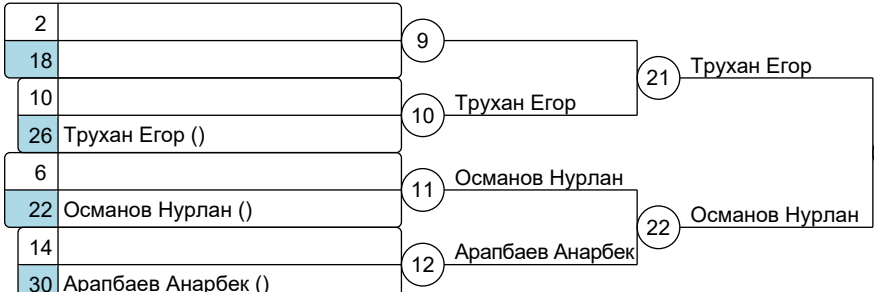 2
9
18
21 Трухан Егор
10
10 Трухан Егор
26 Трухан Егор ()
6
11 Османов Нурлан
22 Османов Нурлан ()
22 Османов Нурлан
14
12 Арапбаев Анарбек
30 Арапбаев Анарбек ()